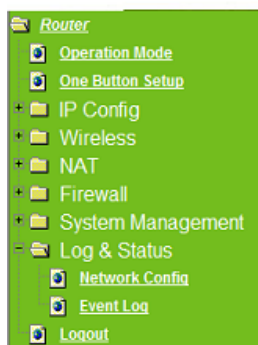 Router
Operation Mode
One Button Setup
IP Config
Wireless
NAT
Firewall
System Management
Log & Status
Network Config
Event Log
Logout